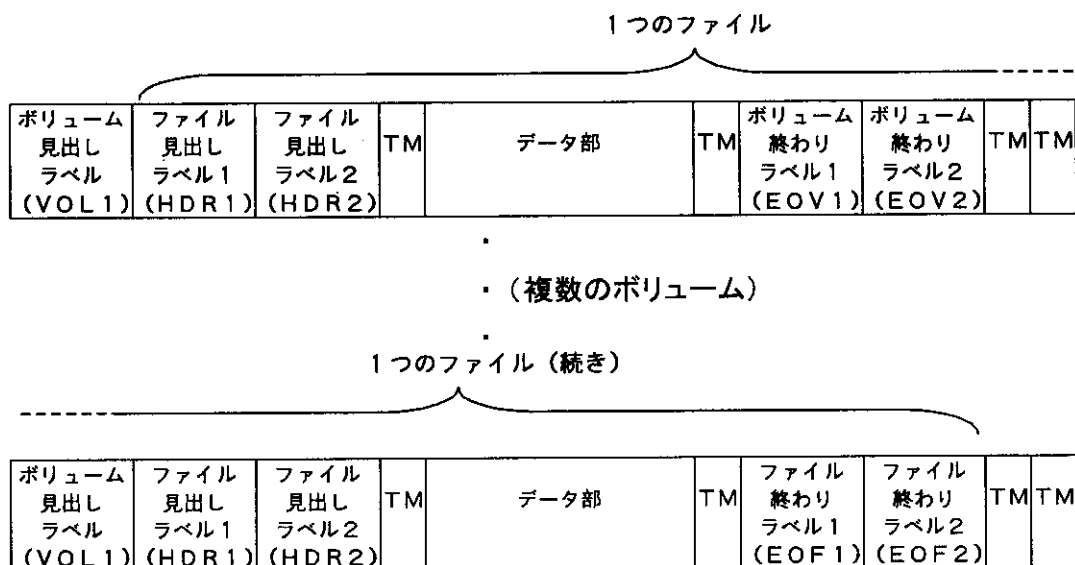 1つのファイル
ボリューム見出しラベル(VOL1)
ファイル見出しラベル1(HDR1)
ファイル見出しラベル2(HDR2)
TM
データ部
TM
ボリューム終わりラベル1(EOV1)
ボリューム終わりラベル2(EOV2)
TM
TM
・
・(複数のボリューム)
・
1つのファイル(続き)
ボリューム見出しラベル(VOL1)
ファイル見出しラベル1(HDR1)
ファイル見出しラベル2(HDR2)
TM
データ部
TM
ファイル終わりラベル1(EOF1)
ファイル終わりラベル2(EOF2)
TM
TM